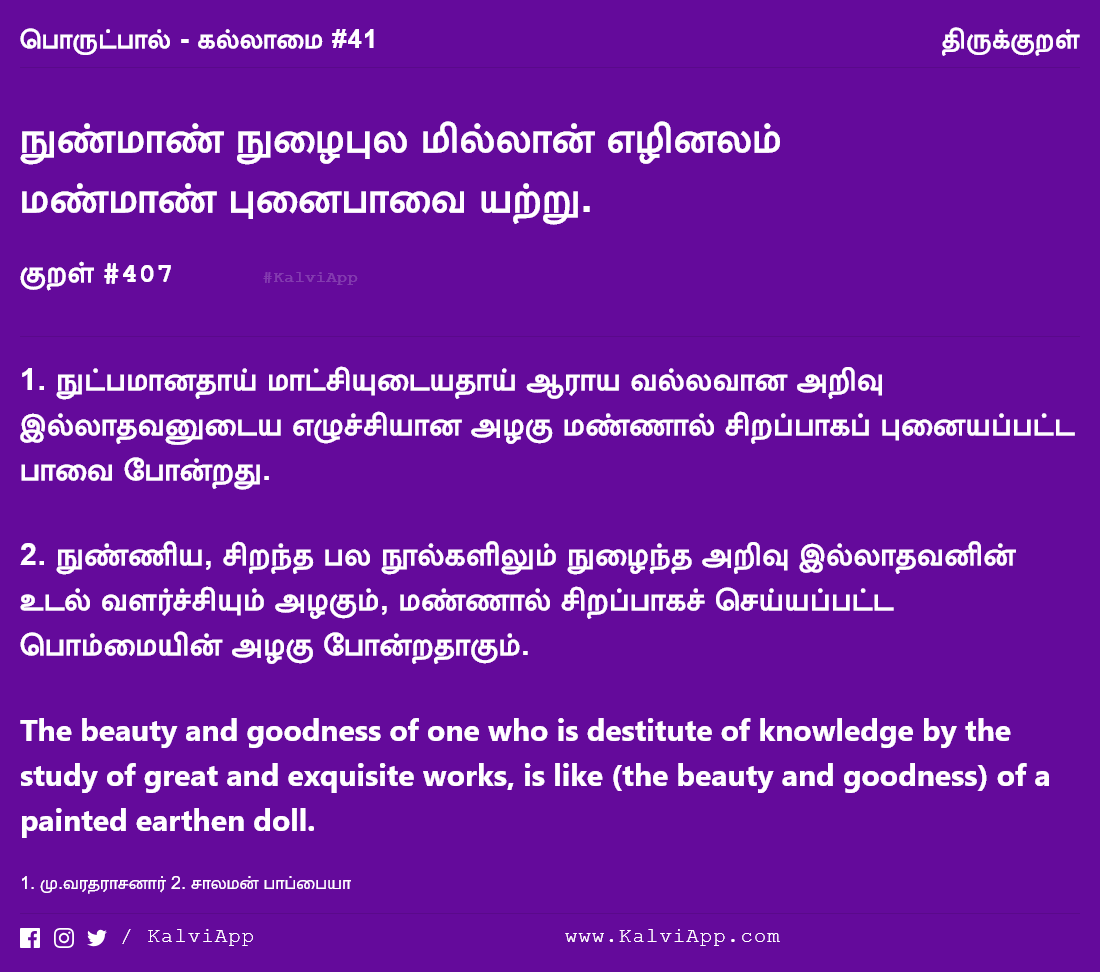 பொருட்பால் - கல்லாமை #41
திருக்குறள்
நுண்மாண் நுழைபுல மில்லான் எழினலம்
மண்மாண் புனைபாவை யற்று.
குறள் #407
#KalviApp
1. நுட்பமானதாய் மாட்சியுடையதாய் ஆராய வல்லவான அறிவு
இல்லாதவனுடைய எழுச்சியான அழகு மண்ணால் சிறப்பாகப் புனையப்பட்ட
பாவை போன்றது.
2. நுண்ணிய, சிறந்த பல நூல்களிலும் நுழைந்த அறிவு இல்லாதவனின்
உடல் வளர்ச்சியும் அழகும், மண்ணால் சிறப்பாகச் செய்யப்பட்ட
பொம்மையின் அழகு போன்றதாகும்.
The beauty and goodness of one who is destitute of knowledge by the
study of great and exquisite works, is like (the beauty and goodness) of a
painted earthen doll.
1. மு.வரதராசனார் 2. சாலமன் பாப்பையா
/ KalviApp
www.KalviApp.com